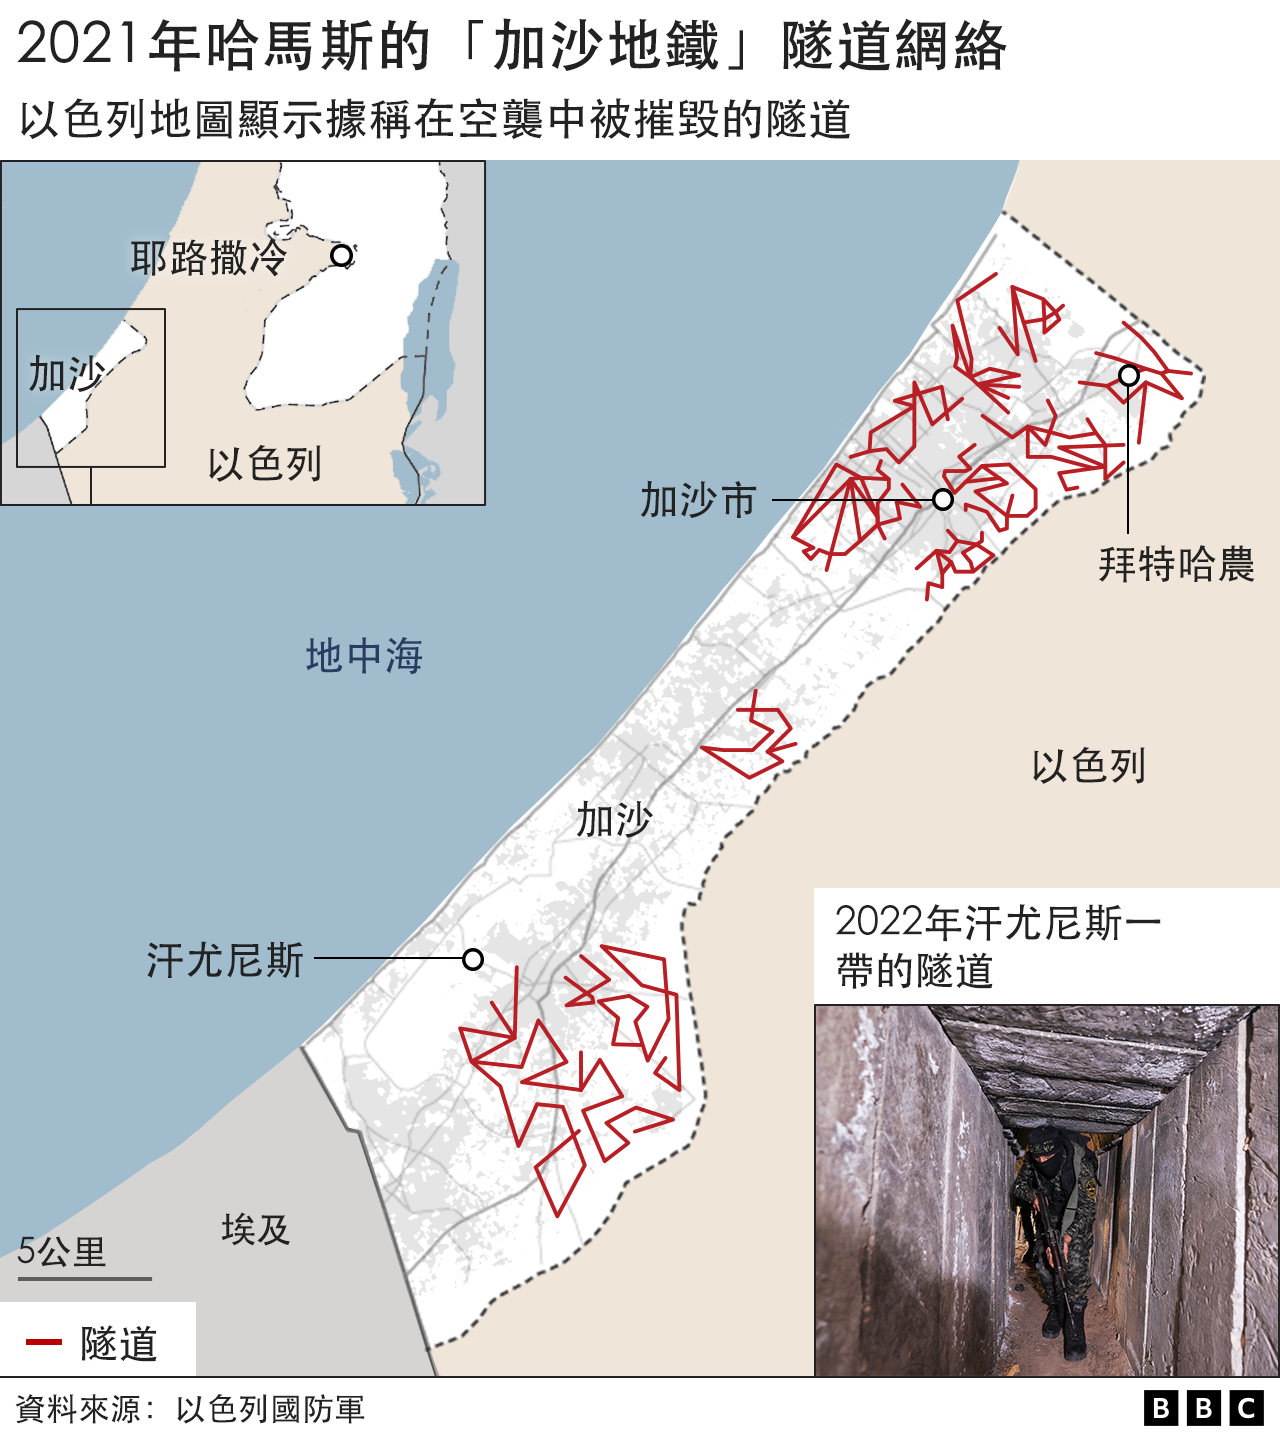 2021年哈馬斯的「加沙地鐵」隧道網絡
以色列地圖顯示據稱在空襲中被摧毀的隧道
耶路撒冷
加沙
以色列
加沙市
拜特哈農
地中海
以色列
加沙
汗尤尼斯
2022年汗尤尼斯一
帶的隧道
埃及
5公里
隧道
資料來源：以色列國防軍
BBC